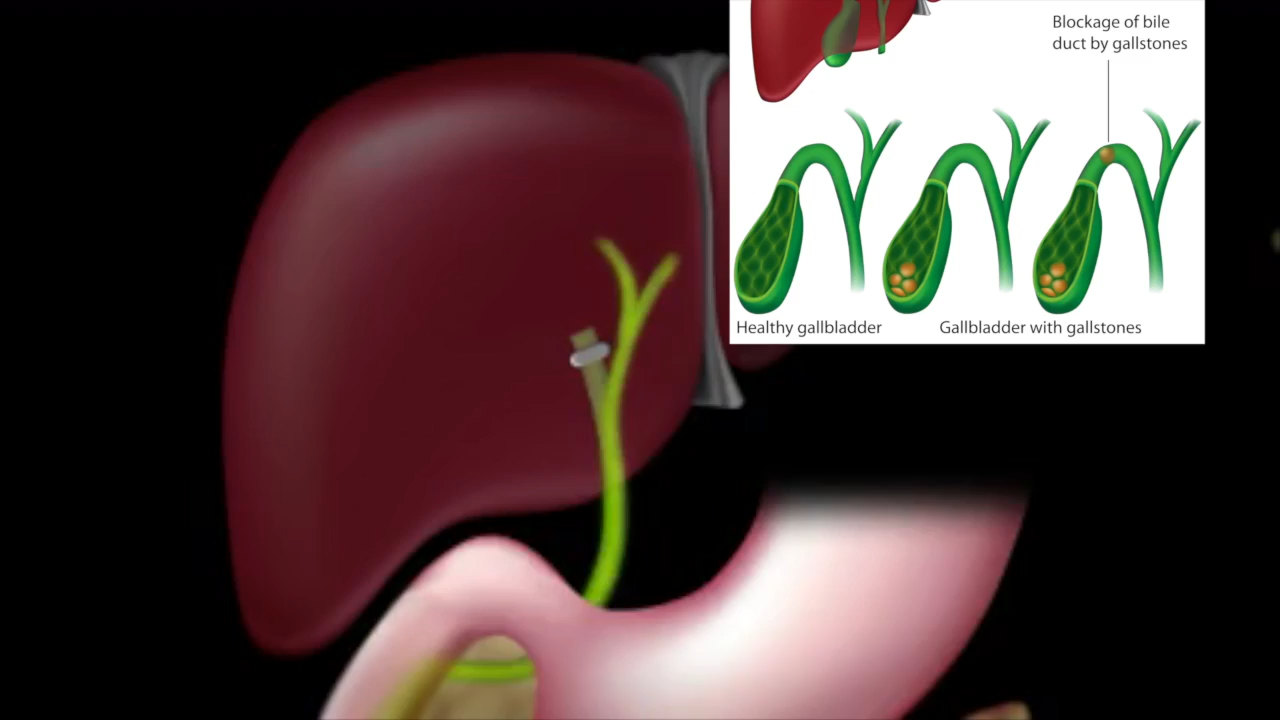 Blockage of bile
duct by gallstones
Healthy gallbladder
Gallbladder with gallstones